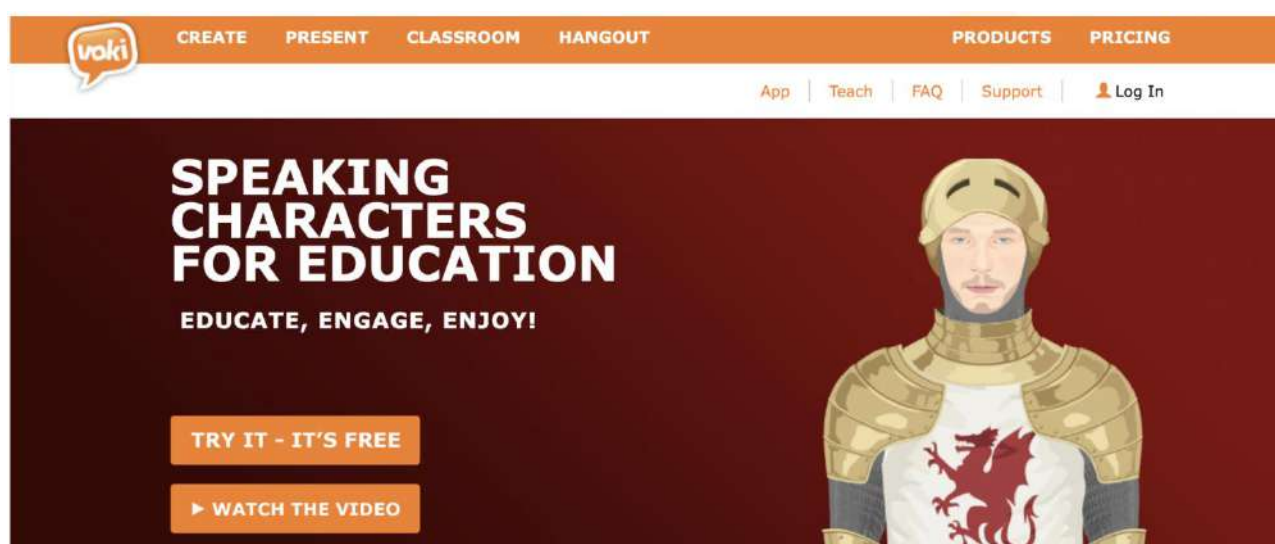 voki
CREATE PRESENT CLASSROOM HANGOUT PRODUCTS PRICING
App Teach FAQ Support Log In
SPEAKING
CHARACTERS
FOR EDUCATION
EDUCATE, ENGAGE, ENJOY!
TRY IT - IT'S FREE
WATCH THE VIDEO